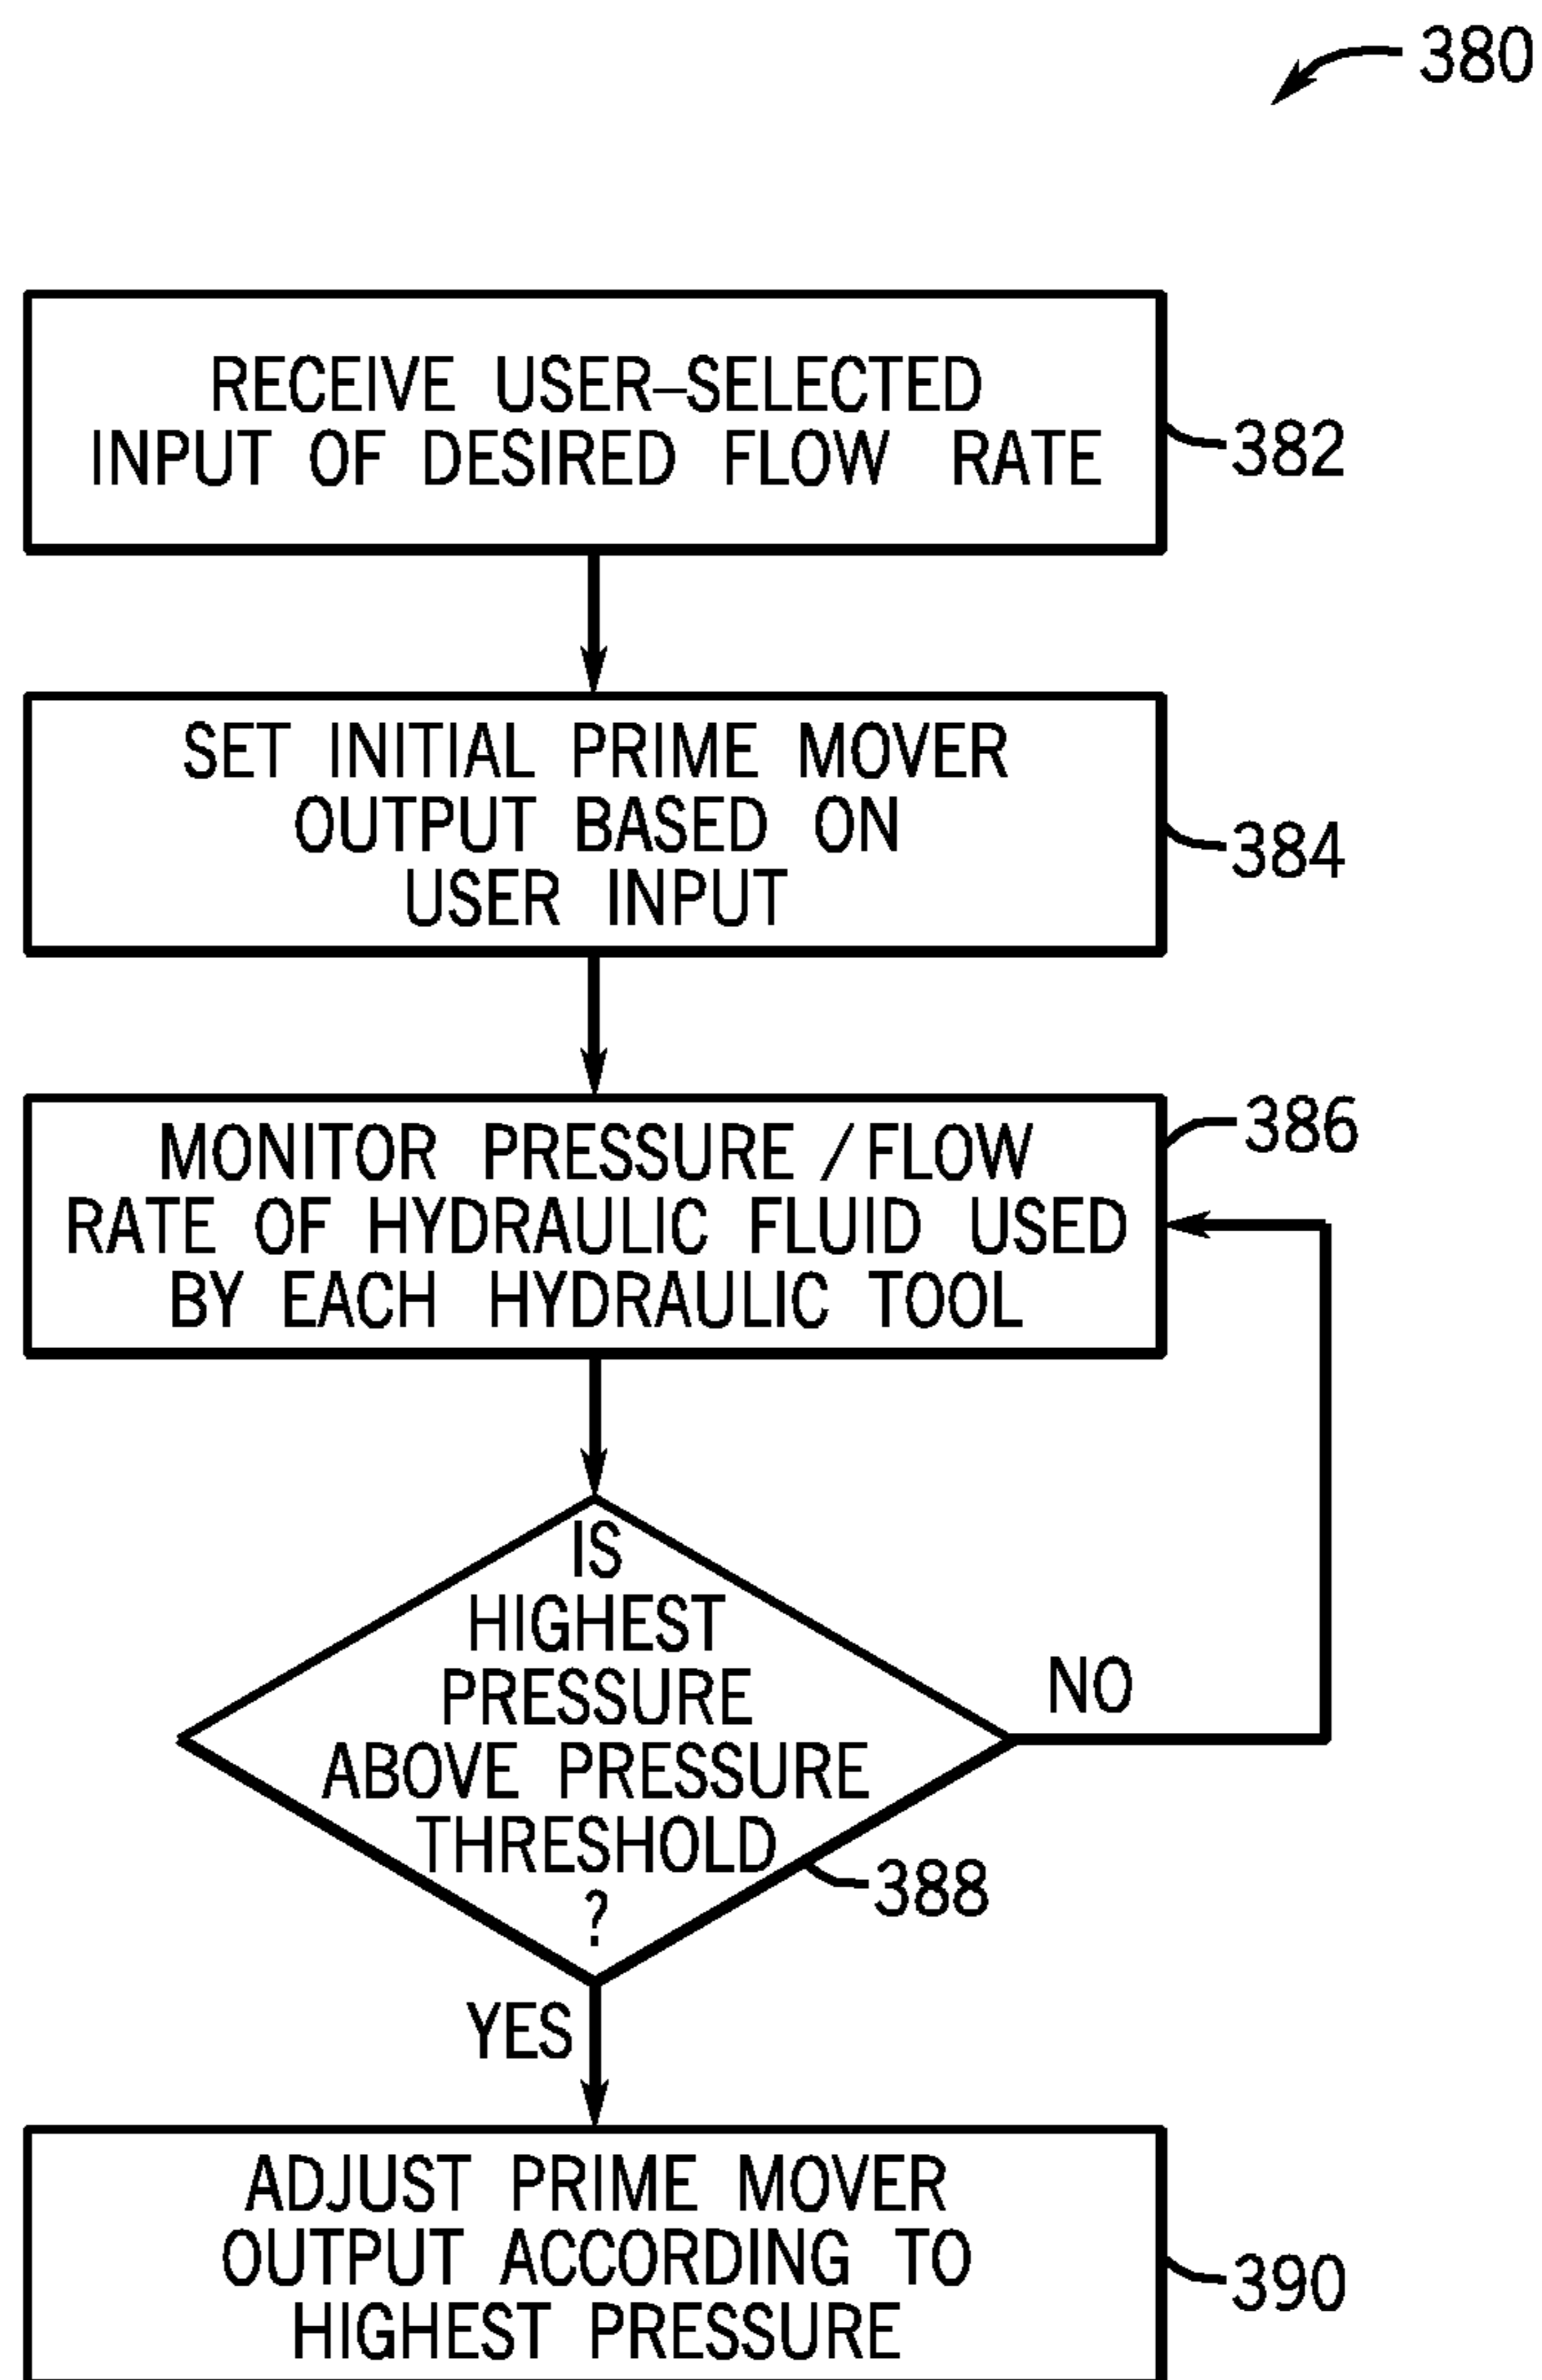 380
RECEIVE USER-SELECTED
INPUT OF DESIRED FLOW RATE
382
SET INITIAL PRIME MOVER
OUTPUT BASED ON
USER INPUT
384
MONITOR PRESSURE/FLOW
RATE OF HYDRAULIC FLUID USED
BY EACH HYDRAULIC TOOL
386
IS
HIGHEST
PRESSURE
ABOVE PRESSURE
THRESHOLD
?
388
NO
YES
ADJUST PRIME MOVER
OUTPUT ACCORDING TO
HIGHEST PRESSURE
390